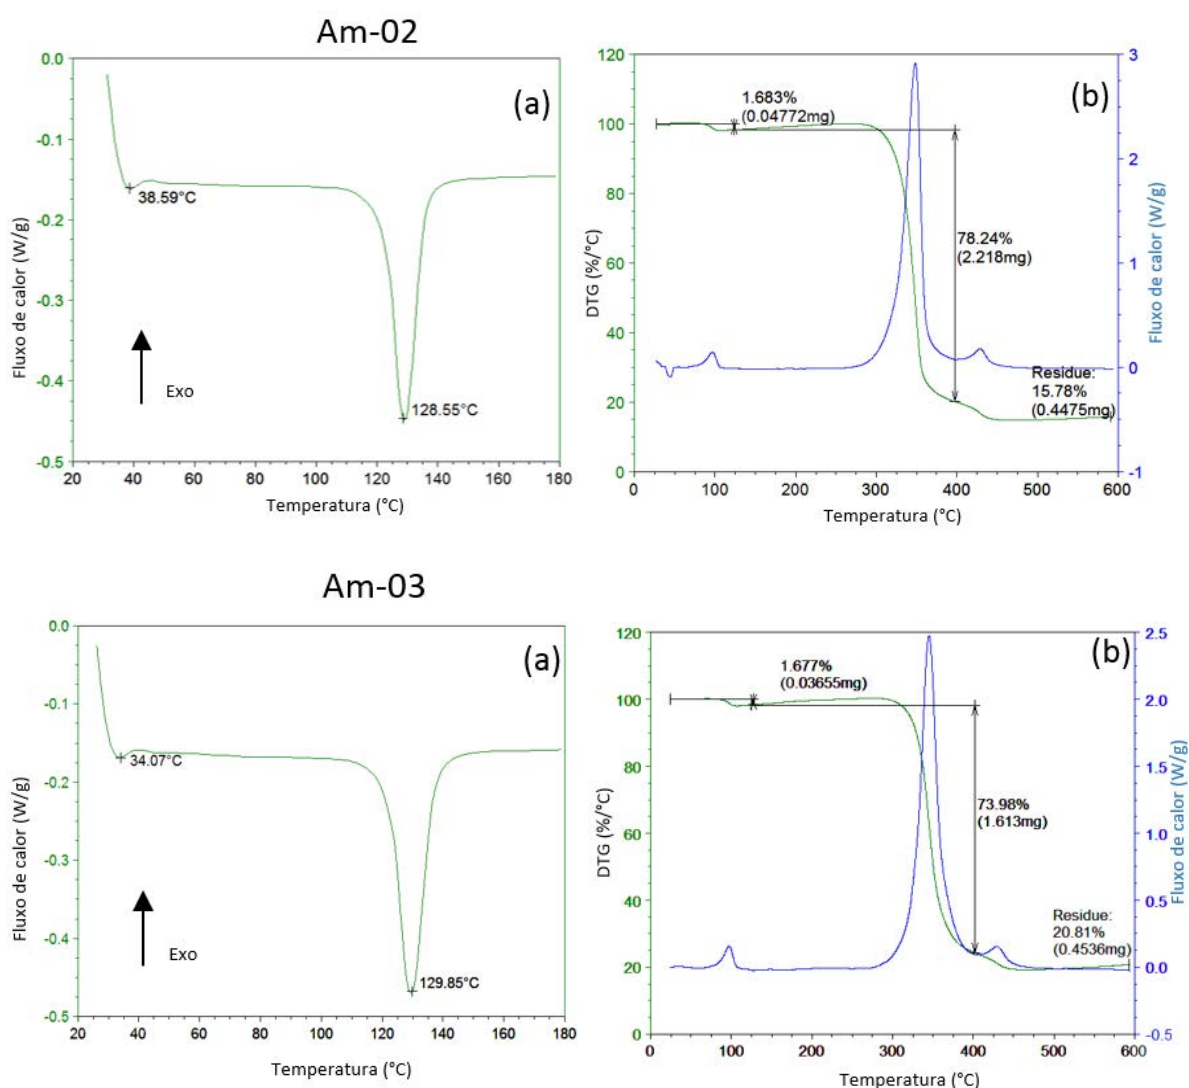 Am-02
(a)
0.0
-0.1
-0.2
-0.3
-0.4
-0.5
Fluxo de calor (W/g)
38.59°C
128.55°C
Exo
20
40
60
80
100
120
140
160
180
Temperatura (°C)
(b)
120
100
80
60
40
20
0
DTG (%/°C)
1.683%
(0.04772mg)
78.24%
(2.218mg)
Residue:
15.78%
(0.4475mg)
3
2
1
0
-1
Fluxo de calor (W/g)
0
100
200
300
400
500
600
Temperatura (°C)
Am-03
(a)
0.0
-0.1
-0.2
-0.3
-0.4
-0.5
Fluxo de calor (W/g)
34.07°C
129.85°C
Exo
20
40
60
80
100
120
140
160
180
Temperatura (°C)
(b)
120
100
80
60
40
20
0
DTG (%/°C)
1.677%
(0.03655mg)
73.98%
(1.613mg)
Residue:
20.81%
(0.4536mg)
2.5
2.0
1.5
1.0
0.5
0.0
-0.5
Fluxo de calor (W/g)
0
100
200
300
400
500
600
Temperatura (°C)